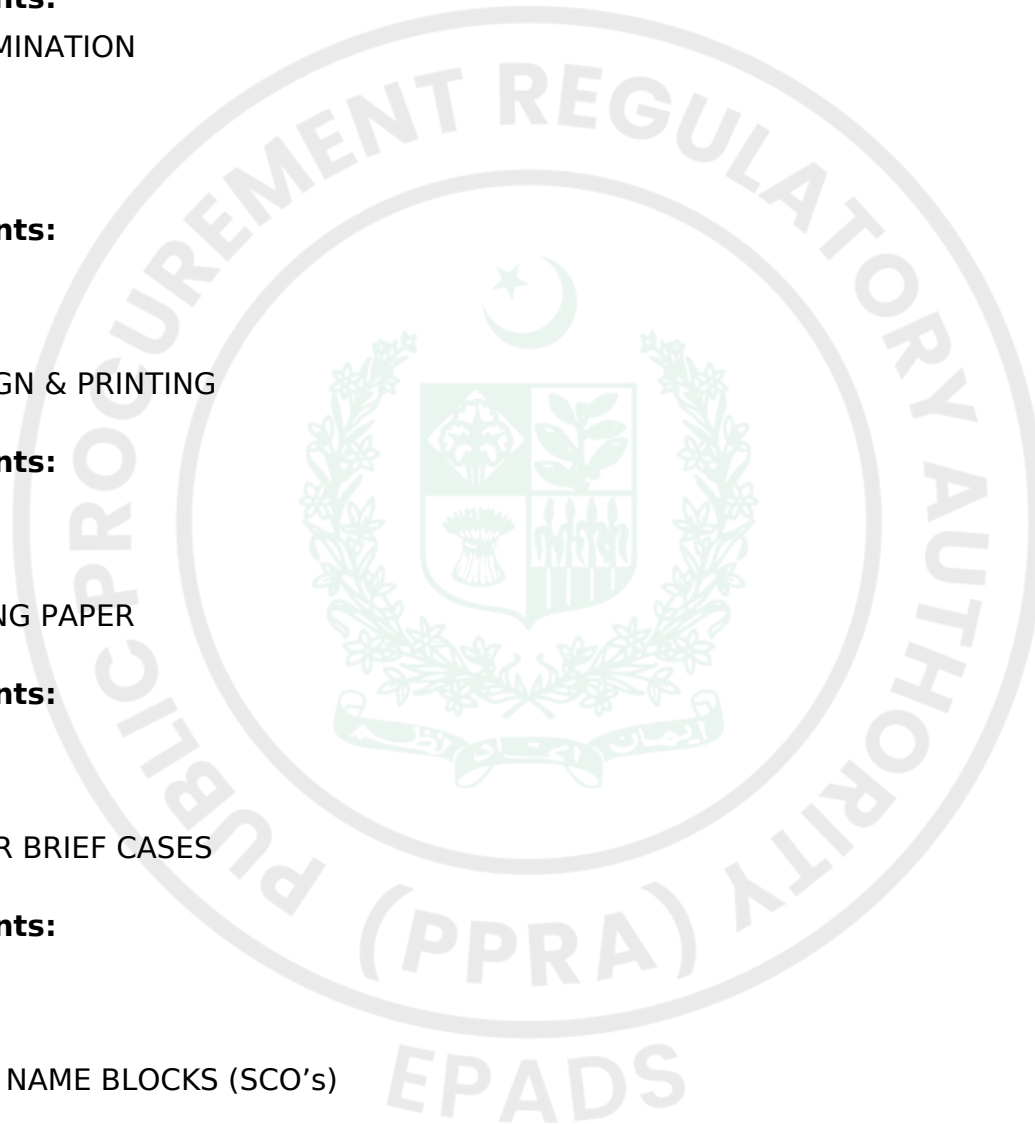 MINATION
nts:
GN & PRINTING
nts:
NG PAPER
nts:
R BRIEF CASES
nts:
NAME BLOCKS (SCO's)
PUBLIC PROCUREMENT REGULATORY AUTHORITY
(PPRA)
EPADS